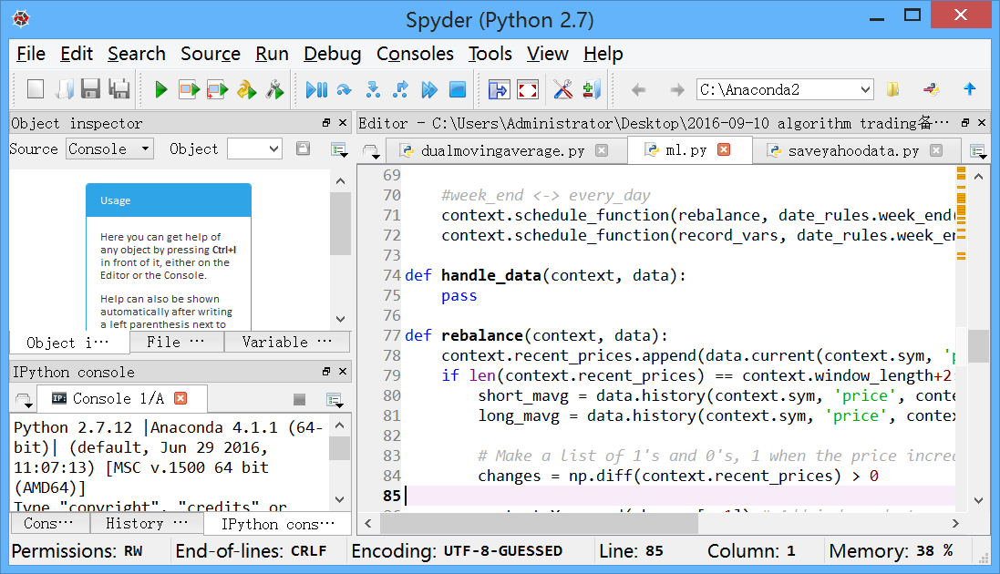 Spyder (Python 2.7)
File Edit Search Source Run Debug Consoles Tools View Help
C:\Anaconda2
Object inspector
Source Console Object
Usage
Here you can get help of
any object by pressing Ctrl+I
in front of it, either on the
Editor or the Console.
Help can also be shown
automatically after writing
a left parenthesis next to
Object i··· File ··· Variable ···
IPython console
IP: Console 1/A
Python 2.7.12 |Anaconda 4.1.1 (64-
bit)| (default, Jun 29 2016,
11:07:13) [MSC v.1500 64 bit
(AMD64)]
Type "copyright", "credits" or
Cons··· History ··· IPython cons···
Editor - C:\Users\Administrator\Desktop\2016-09-10 algorithm trading备···
dualmovingaverage.py ml.py saveyahoodata.py
69
70 #week_end <-> every_day
71 context.schedule_function(rebalance, date_rules.week_end(
72 context.schedule_function(record_vars, date_rules.week_en
73
74 def handle_data(context, data):
75 pass
76
77 def rebalance(context, data):
78 context.recent_prices.append(data.current(context.sym, 'p
79 if len(context.recent_prices) == context.window_length+2:
80 short_mavg = data.history(context.sym, 'price', conte
81 long_mavg = data.history(context.sym, 'price', contex
82
83 # Make a list of 1's and 0's, 1 when the price increa
84 changes = np.diff(context.recent_prices) > 0
85
Permissions: RW End-of-lines: CRLF Encoding: UTF-8-GUESSED Line: 85 Column: 1 Memory: 38 %